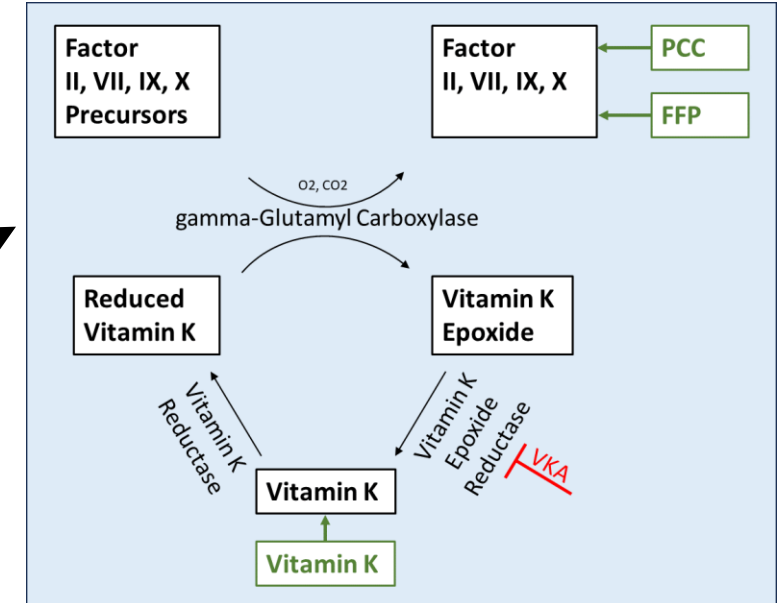 Factor
II, VII, IX, X
Precursors
Factor
II, VII, IX, X
PCC
FFP
O2, CO2
gamma-Glutamyl Carboxylase
Reduced
Vitamin K
Vitamin K
Epoxide
Vitamin K
Reductase
Vitamin K
Epoxide
Reductase
VKA
Vitamin K
Vitamin K